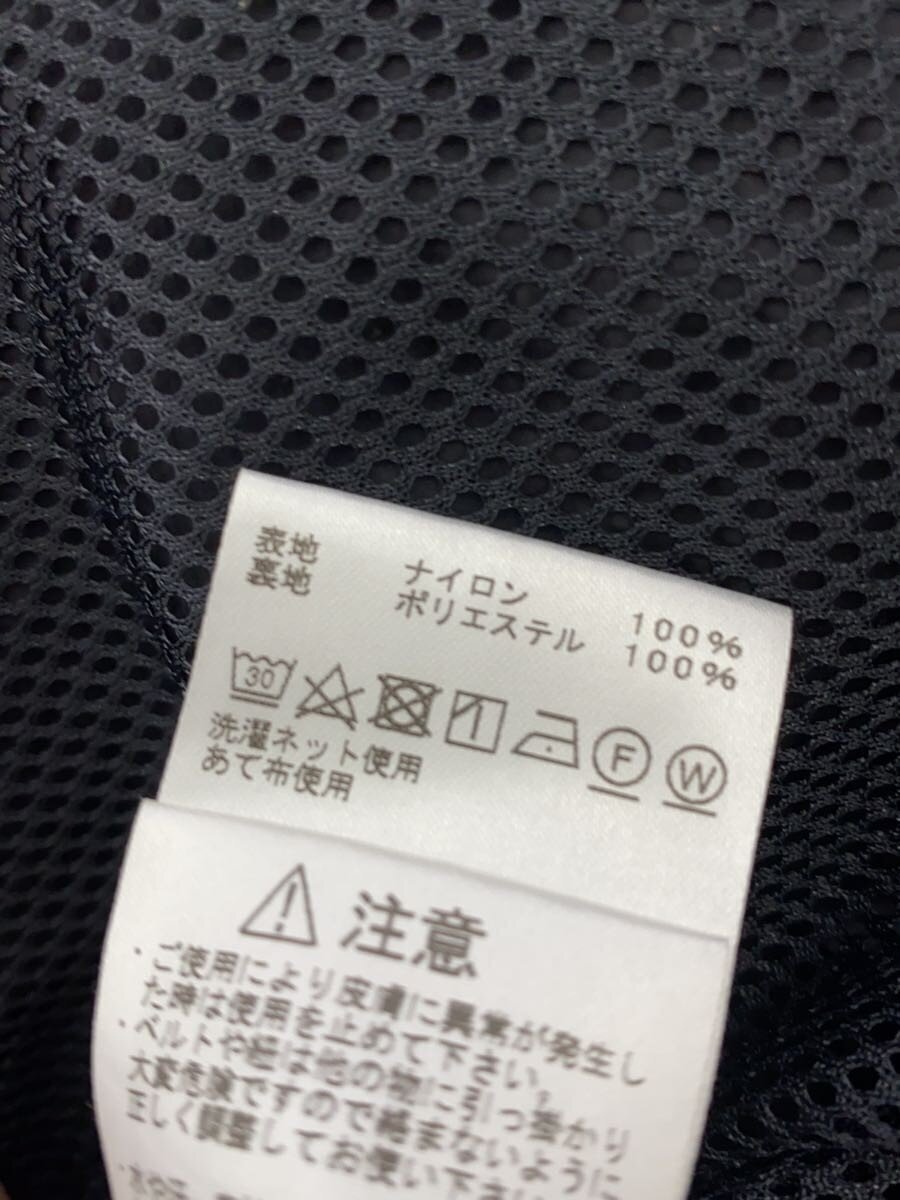 表地 ナイロン 100%
裏地 ポリエステル 100%
30 F W
洗濯ネット使用
あて布使用
注意
・ご使用により皮膚に異常が発生し
た時は使用を止めて下さい。
・ベルトや紐は他の物に引っ掛かり
大変危険ですので絡まないように
正しく調整してお使い下さ